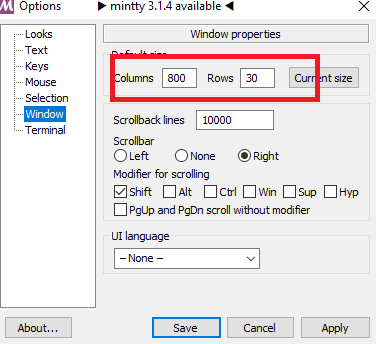 Options
► mintty 3.1.4 available ◄
Looks
Text
Keys
Mouse
Selection
Window
Terminal
Window properties
Default size
Columns 800 Rows 30 Current size
Scrollback lines 10000
Scrollbar
Left None Right
Modifier for scrolling
Shift Alt Ctrl Win Sup Hyp
PgUp and PgDn scroll without modifier
UI language
– None –
About... Save Cancel Apply